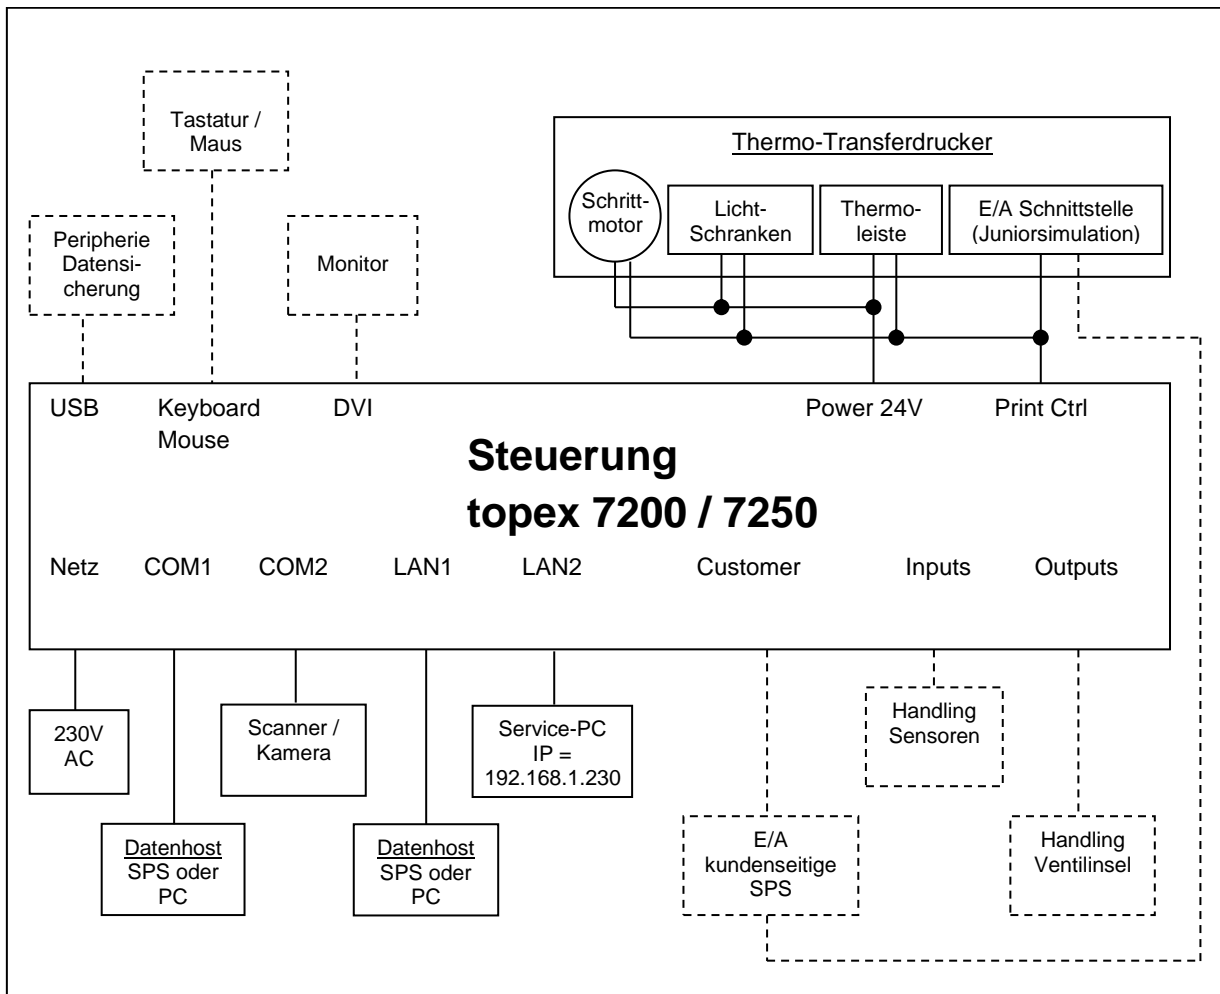 Tastatur /
Maus
Peripherie
Datensi-
cherung
Monitor
Thermo-Transferdrucker
Schritt-
motor
Licht-
Schranken
Thermo-
leiste
E/A Schnittstelle
(Juniorsimulation)
USB
Keyboard
Mouse
DVI
Power 24V
Print Ctrl
Steuerung
topex 7200 / 7250
Netz
COM1
COM2
LAN1
LAN2
Customer
Inputs
Outputs
230V
AC
Scanner /
Kamera
Service-PC
IP =
192.168.1.230
Handling
Sensoren
Datenhost
SPS oder
PC
Datenhost
SPS oder
PC
E/A
kundenseitige
SPS
Handling
Ventilinsel